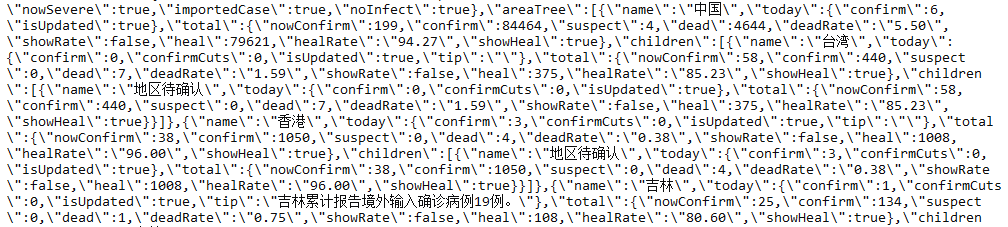 \"nowSevere\":true,\"importedCase\":true,\"noInfect\":true},\"areaTree\":[{\"name\":\"中国\",\"today\":{\"confirm\":6,
\"isUpdated\":true},\"total\":{\"nowConfirm\":199,\"confirm\":84464,\"suspect\":4,\"dead\":4644,\"deadRate\":\"5.50\",
\"showRate\":false,\"heal\":79621,\"healRate\":\"94.27\",\"showHeal\":true},\"children\":[{\"name\":\"台湾\",\"today\":
{\"confirm\":0,\"confirmCuts\":0,\"isUpdated\":true,\"tip\":\"\"},\"total\":{\"nowConfirm\":58,\"confirm\":440,\"suspect
\":0,\"dead\":7,\"deadRate\":\"1.59\",\"showRate\":false,\"heal\":375,\"healRate\":\"85.23\",\"showHeal\":true},\"children
\":[{\"name\":\"地区待确认\",\"today\":{\"confirm\":0,\"confirmCuts\":0,\"isUpdated\":true},\"total\":{\"nowConfirm\":58,
\"confirm\":440,\"suspect\":0,\"dead\":7,\"deadRate\":\"1.59\",\"showRate\":false,\"heal\":375,\"healRate\":\"85.23\",
\"showHeal\":true}}]},{\"name\":\"香港\",\"today\":{\"confirm\":3,\"confirmCuts\":0,\"isUpdated\":true,\"tip\":\"\"},\"total
\":{\"nowConfirm\":38,\"confirm\":1050,\"suspect\":0,\"dead\":4,\"deadRate\":\"0.38\",\"showRate\":false,\"heal\":1008,
\"healRate\":\"96.00\",\"showHeal\":true},\"children\":[{\"name\":\"地区待确认\",\"today\":{\"confirm\":3,\"confirmCuts\":0,
\"isUpdated\":true},\"total\":{\"nowConfirm\":38,\"confirm\":1050,\"suspect\":0,\"dead\":4,\"deadRate\":\"0.38\",\"showRate
\":false,\"heal\":1008,\"healRate\":\"96.00\",\"showHeal\":true}}]},{\"name\":\"吉林\",\"today\":{\"confirm\":1,\"confirmCuts
\":0,\"isUpdated\":true,\"tip\":\"吉林累计报告境外输入确诊病例19例。\"},\"total\":{\"nowConfirm\":25,\"confirm\":134,\"suspect
\":0,\"dead\":1,\"deadRate\":\"0.75\",\"showRate\":false,\"heal\":108,\"healRate\":\"80.60\",\"showHeal\":true},\"children